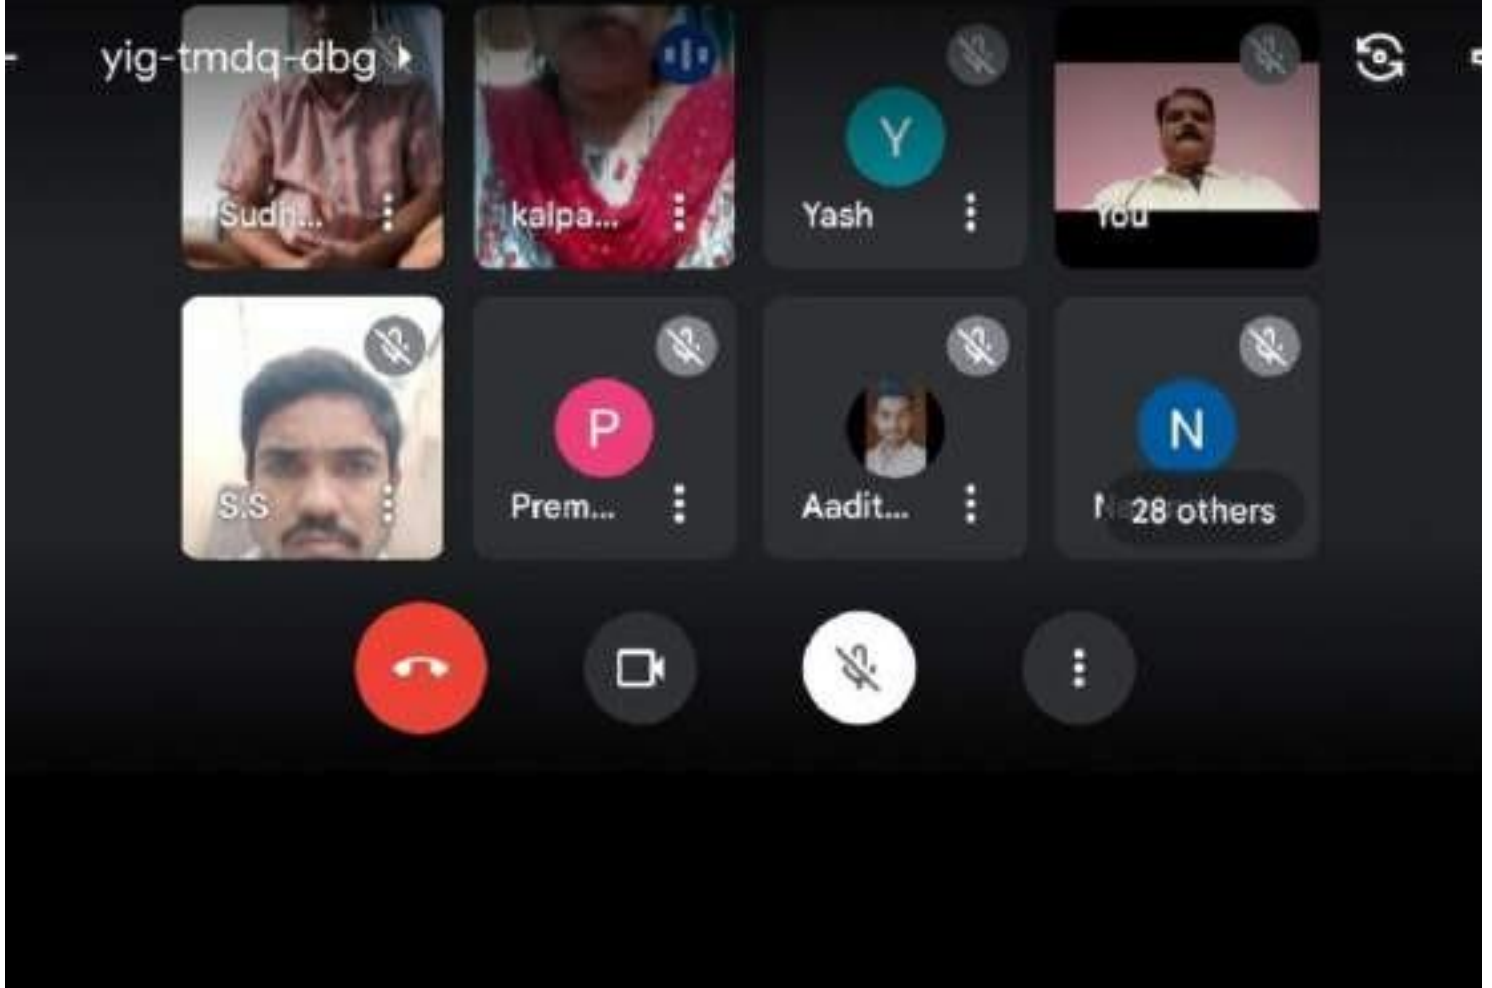 yig-tmdq-dbg
Sudh...
kalpa...
Y
Yash
You
S.S
P
Prem...
Aadit...
N
28 others